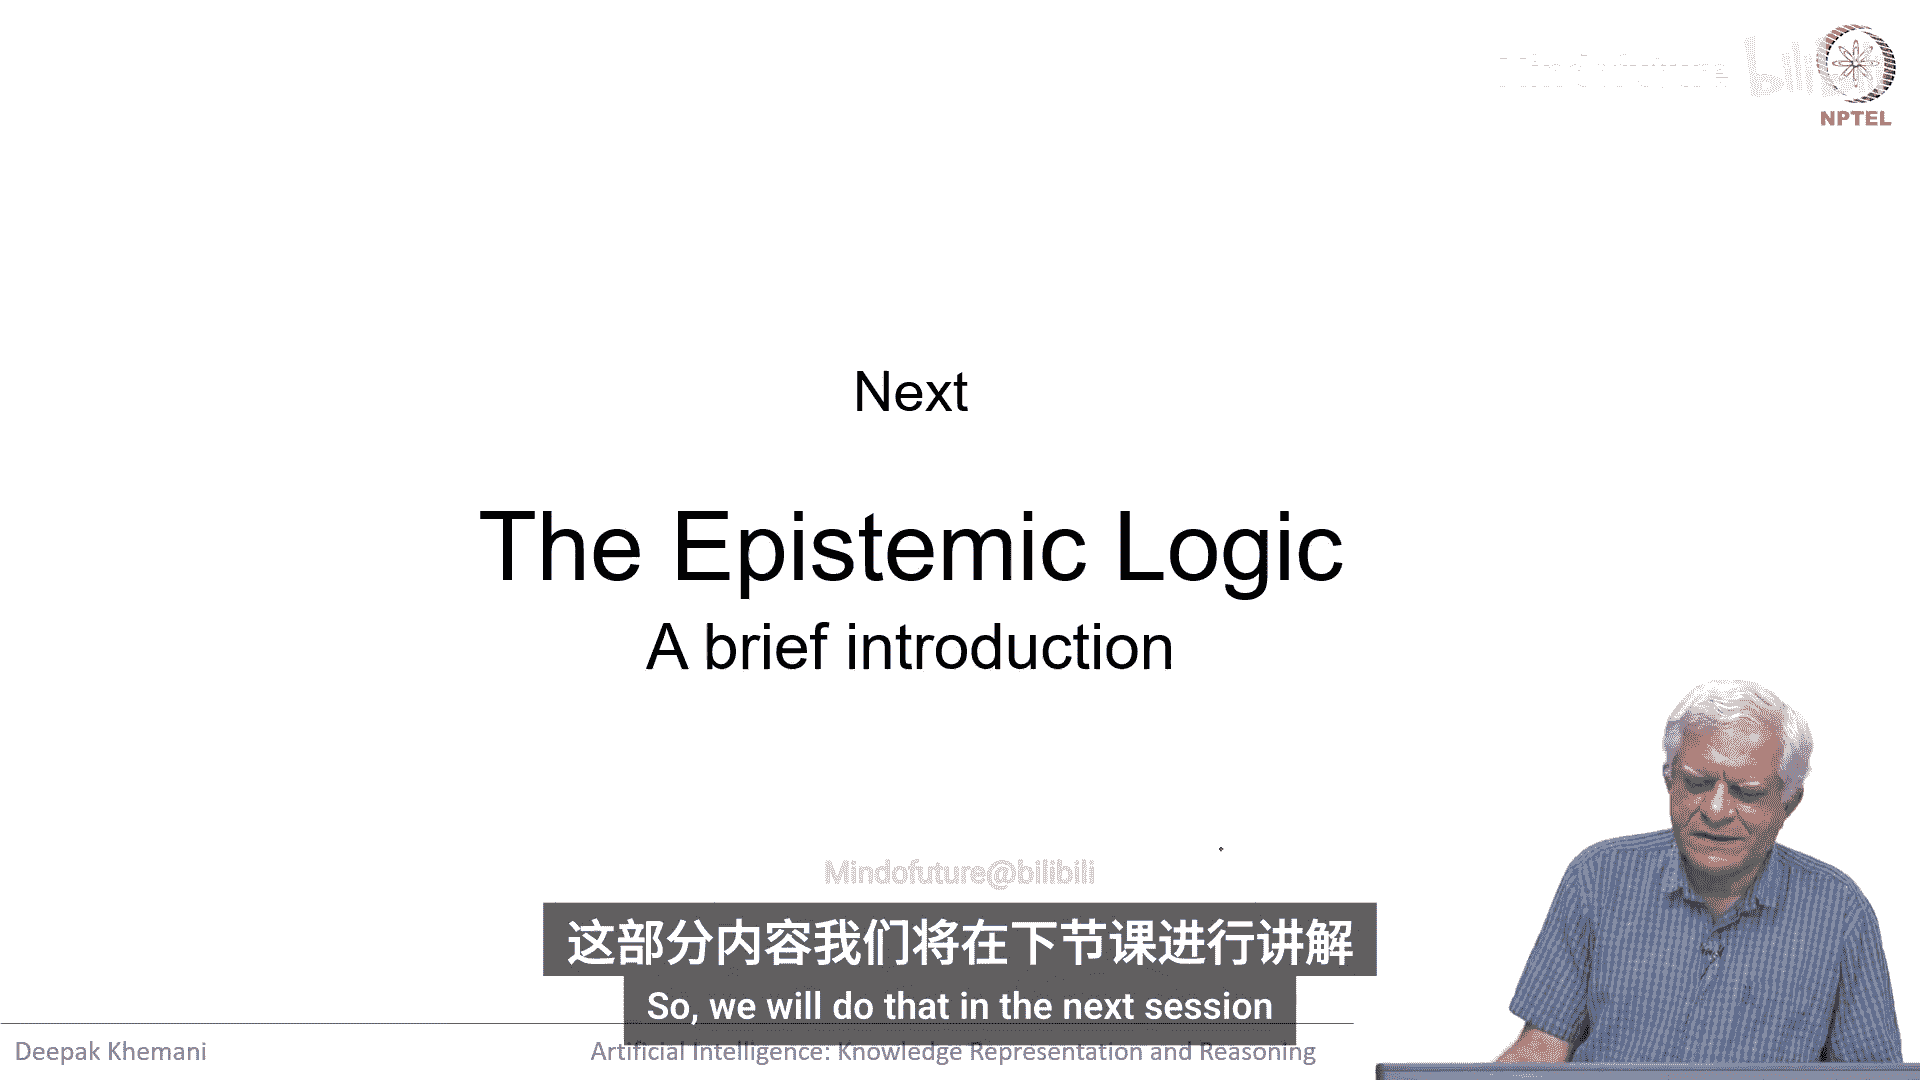 NPTEL
Next
The Epistemic Logic
A brief introduction
Mindofuture@bilibili
这部分内容我们将在下节课进行讲解
So, we will do that in the next session
Deepak Khemani
Artificial Intelligence: Knowledge Representation and Reasoning